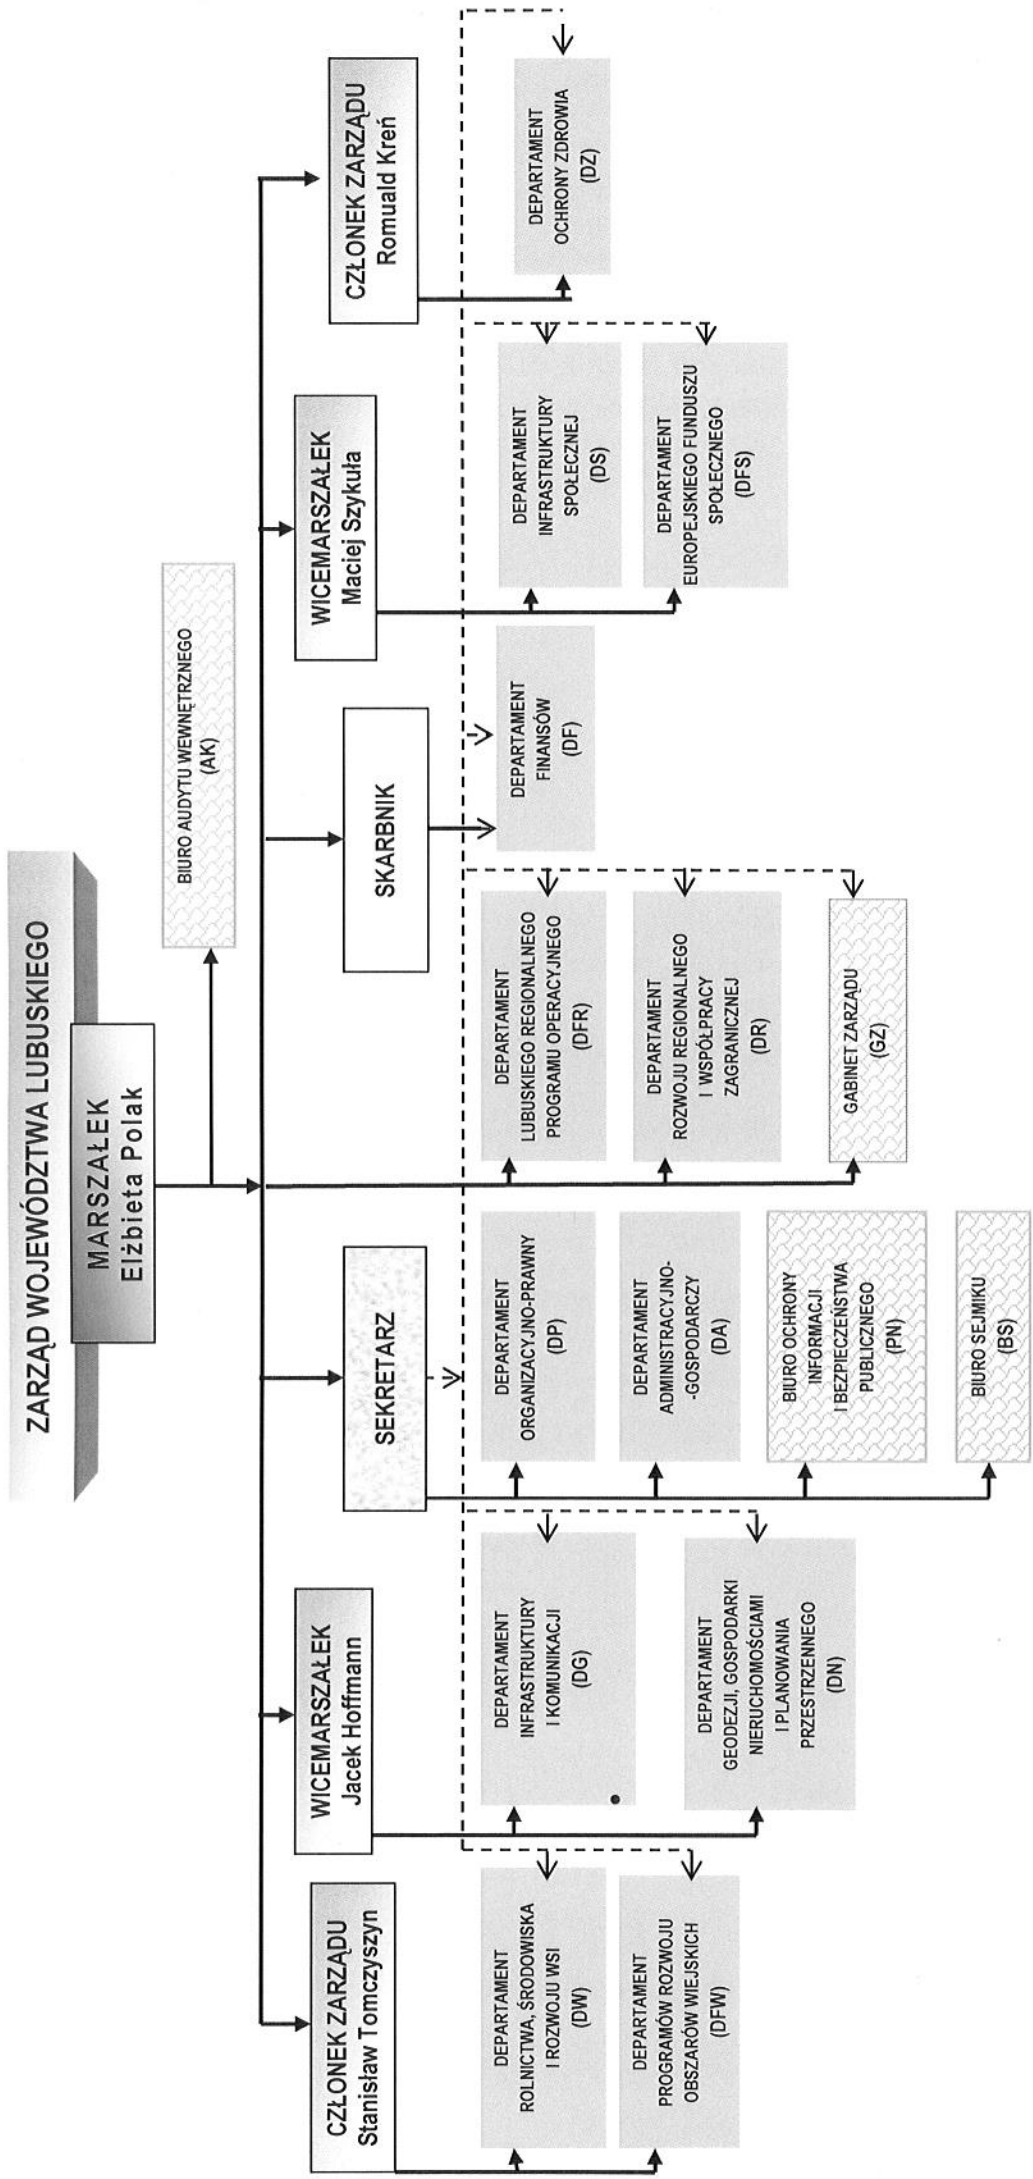 ZARZĄD WOJEWÓDZTWA LUBUSKIEGO
MARSZAŁEK
Elżbieta Polak
BIURO AUDYTU WEWNĘTRZNEGO
(AK)
CZŁONEK ZARZĄDU
Stanisław Tomczyszyn
WICEMARSZAŁEK
Jacek Hoffmann
SEKRETARZ
SKARBNIK
WICEMARSZAŁEK
Maciej Szykuła
CZŁONEK ZARZĄDU
Romuald Kreń
DEPARTAMENT
ROLNICTWA, ŚRODOWISKA
I ROZWOJU WSI
(DW)
DEPARTAMENT
PROGRAMÓW ROZWOJU
OBSZARÓW WIEJSKICH
(DFW)
DEPARTAMENT
INFRASTRUKTURY
I KOMUNIKACJI
(DG)
DEPARTAMENT
GEODEZJI, GOSPODARKI
NIERUCHOMOŚCIAMI
I PLANOWANIA
PRZESTRZENNEGO
(DN)
DEPARTAMENT
ORGANIZACYJNO-PRAWNY
(DP)
DEPARTAMENT
ADMINISTRACYJNO-
-GOSPODARCZY
(DA)
BIURO OCHRONY
INFORMACJI
I BEZPIECZEŃSTWA
PUBLICZNEGO
(PN)
BIURO SEJMIKU
(BS)
DEPARTAMENT
LUBUSKIEGO REGIONALNEGO
PROGRAMU OPERACYJNEGO
(DFR)
DEPARTAMENT
ROZWOJU REGIONALNEGO
I WSPÓŁPRACY
ZAGRANICZNEJ
(DR)
GABINET ZARZĄDU
(GZ)
DEPARTAMENT
FINANSÓW
(DF)
DEPARTAMENT
INFRASTRUKTURY
SPOŁECZNEJ
(DS)
DEPARTAMENT
EUROPEJSKIEGO FUNDUSZU
SPOŁECZNEGO
(DFS)
DEPARTAMENT
OCHRONY ZDROWIA
(DZ)